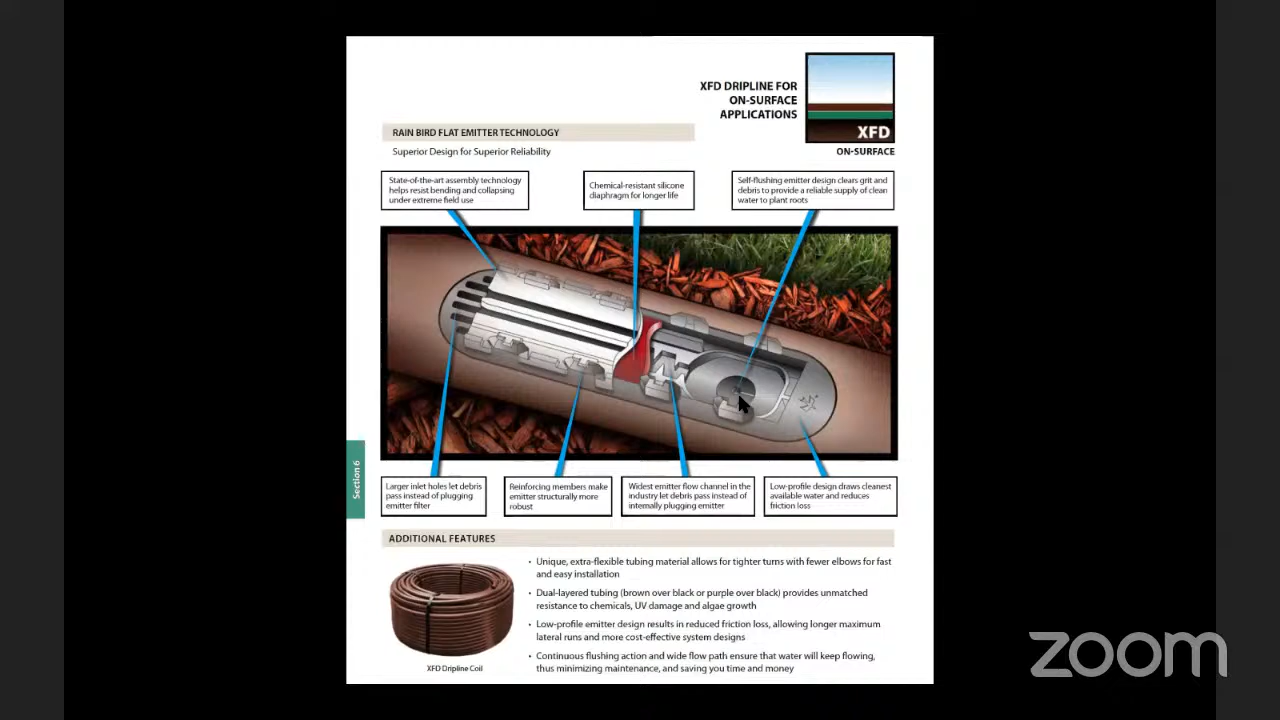 XFD DRIPLINE FOR
ON-SURFACE
APPLICATIONS
XFD
ON-SURFACE
RAIN BIRD FLAT EMITTER TECHNOLOGY
Superior Design for Superior Reliability
State-of-the-art assembly technology
helps resist bending and collapsing
under extreme field use
Chemical-resistant silicone
diaphragm for longer life
Self-flushing emitter design clears grit and
debris to provide a reliable supply of clean
water to plant roots
Larger inlet holes let debris
pass instead of plugging
emitter filter
Reinforcing members make
emitter structurally more
robust
Widest emitter flow channel in the
industry let debris pass instead of
internally plugging emitter
Low-profile design draws cleanest
available water and reduces
friction loss
Section 6
ADDITIONAL FEATURES
• Unique, extra-flexible tubing material allows for tighter turns with fewer elbows for fast
and easy installation
• Dual-layered tubing (brown over black or purple over black) provides unmatched
resistance to chemicals, UV damage and algae growth
• Low-profile emitter design results in reduced friction loss, allowing longer maximum
lateral runs and more cost-effective system designs
• Continuous flushing action and wide flow path ensure that water will keep flowing,
thus minimizing maintenance, and saving you time and money
XFD Dripline Coil
zoom